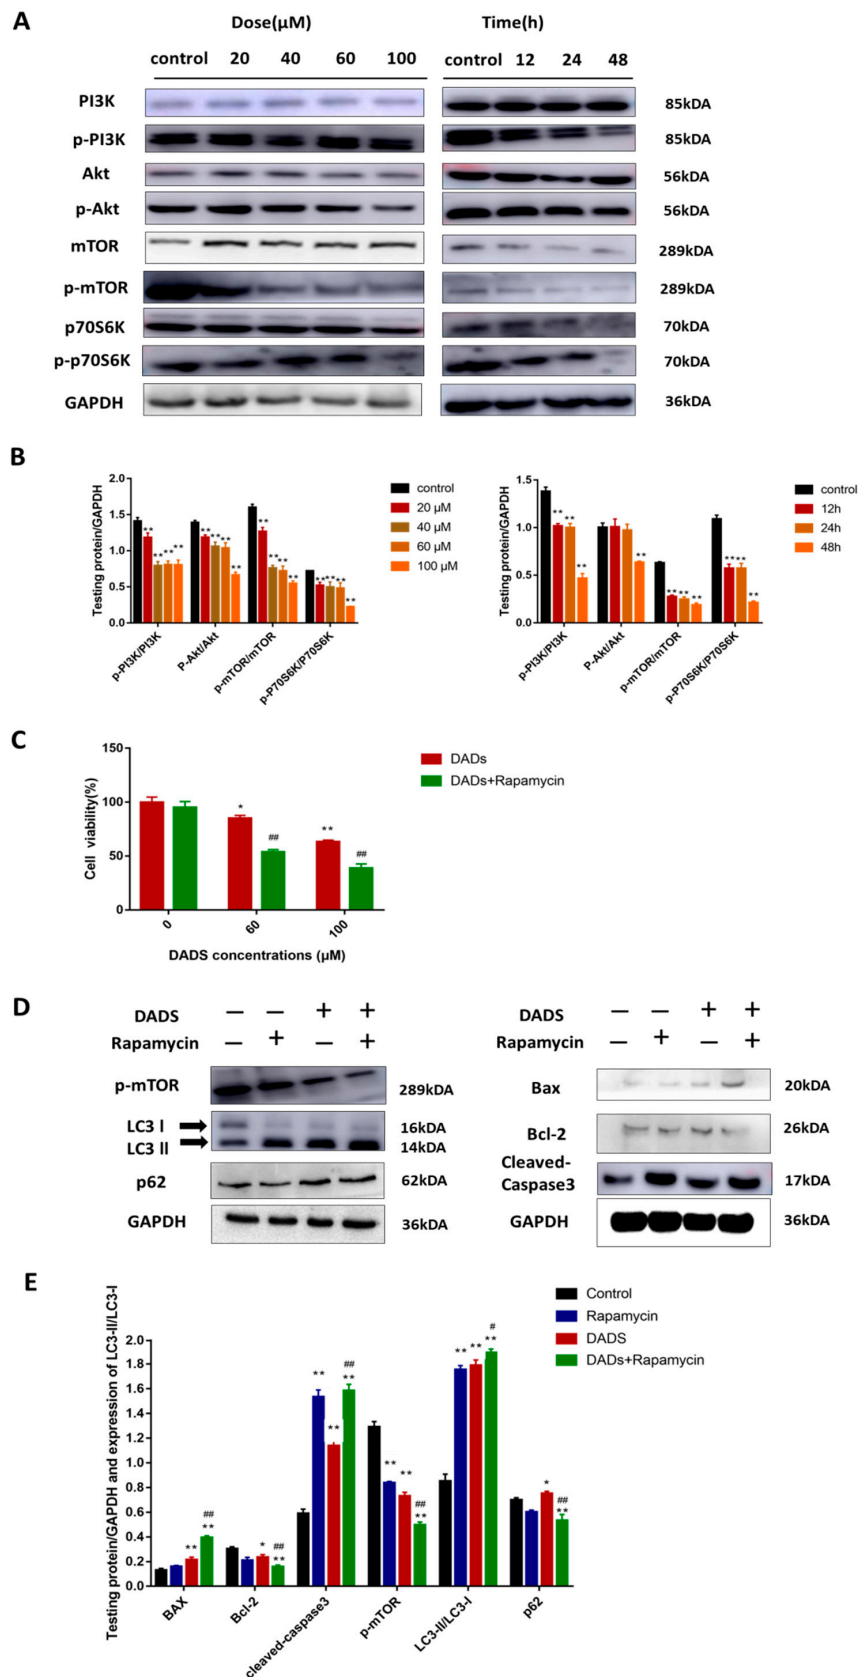 A
Dose(μM) Time(h)
control 20 40 60 100 control 12 24 48
PI3K 85kDA
p-PI3K 85kDA
Akt 56kDA
p-Akt 56kDA
mTOR 289kDA
p-mTOR 289kDA
p70S6K 70kDA
p-p70S6K 70kDA
GAPDH 36kDA
B
Testing protein/GAPDH
2.0
1.5
1.0
0.5
0.0
** ** ** ** **
** ** ** **
** ** ** **
** ** ** **
p-PI3K/PI3K
P-Akt/Akt
p-mTOR/mTOR
p-P70S6K/P70S6K
control
20 μM
40 μM
60 μM
100 μM
Testing protein/GAPDH
1.5
1.0
0.5
0.0
** ** **
**
** ** **
** ** **
p-PI3K/PI3K
P-Akt/Akt
p-mTOR/mTOR
p-P70S6K/P70S6K
control
12h
24h
48h
C
Cell viability(%)
150
100
50
0
*
##
**
##
0
60
100
DADS concentrations (μM)
DADs
DADs+Rapamycin
D
DADS — — + +
Rapamycin — + — +
p-mTOR 289kDA
LC3 I 16kDA
LC3 II 14kDA
p62 62kDA
GAPDH 36kDA
DADS — — + +
Rapamycin — + — +
Bax 20kDA
Bcl-2 26kDA
Cleaved-
Caspase3 17kDA
GAPDH 36kDA
E
Testing protein/GAPDH and expression of LC3-II/LC3-I
2.0
1.8
1.6
1.4
1.2
1.0
0.8
0.6
0.4
0.2
0.0
** ## **
* ## **
** ** ## **
** ** ## **
** ** # **
* ## **
BAX
Bcl-2
cleaved-caspase3
p-mTOR
LC3-II/LC3-I
p62
Control
Rapamycin
DADS
DADs+Rapamycin